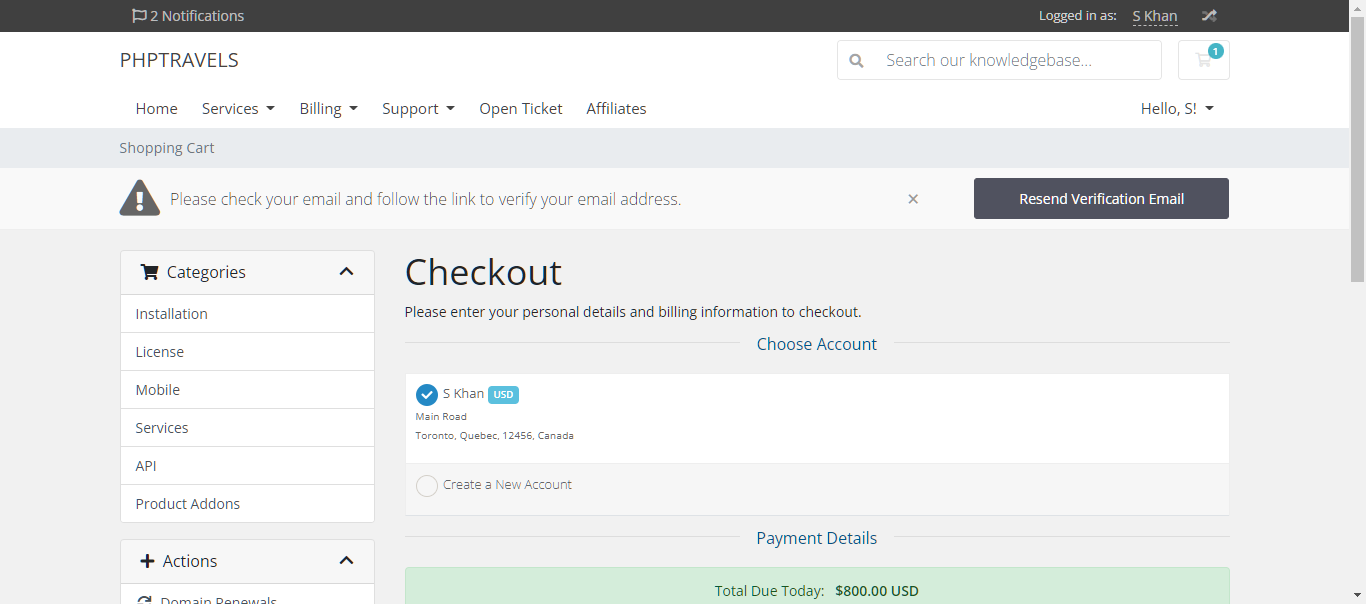 2 Notifications
Logged in as: S Khan
PHPTRAVELS
Search our knowledgebase...
1
Home Services Billing Support Open Ticket Affiliates
Hello, S!
Shopping Cart
Please check your email and follow the link to verify your email address.
×
Resend Verification Email
Categories
Installation
License
Mobile
Services
API
Product Addons
Actions
Domain Renewals
Checkout
Please enter your personal details and billing information to checkout.
Choose Account
S Khan USD
Main Road
Toronto, Quebec, 12456, Canada
Create a New Account
Payment Details
Total Due Today: $800.00 USD